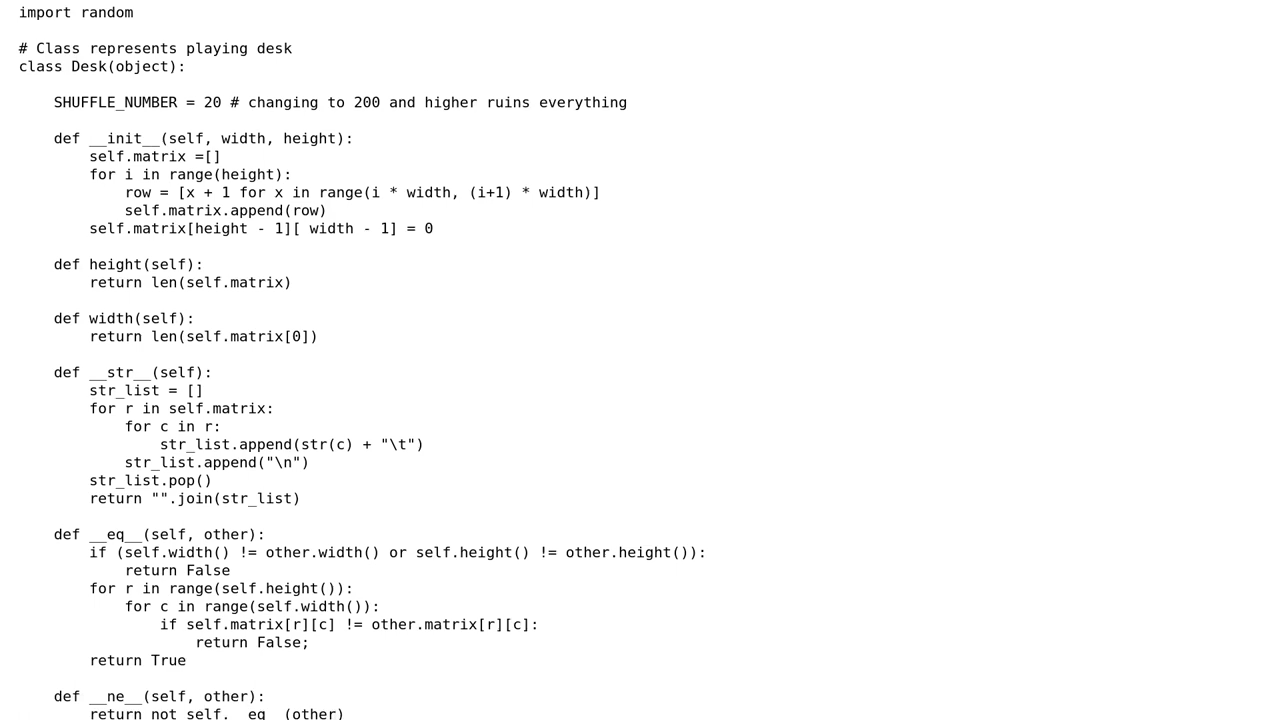 import random

# Class represents playing desk
class Desk(object):

    SHUFFLE_NUMBER = 20 # changing to 200 and higher ruins everything

    def __init__(self, width, height):
        self.matrix =[]
        for i in range(height):
            row = [x + 1 for x in range(i * width, (i+1) * width)]
            self.matrix.append(row)
        self.matrix[height - 1][ width - 1] = 0

    def height(self):
        return len(self.matrix)

    def width(self):
        return len(self.matrix[0])

    def __str__(self):
        str_list = []
        for r in self.matrix:
            for c in r:
                str_list.append(str(c) + "\t")
            str_list.append("\n")
        str_list.pop()
        return "".join(str_list)

    def __eq__(self, other):
        if (self.width() != other.width() or self.height() != other.height()):
            return False
        for r in range(self.height()):
            for c in range(self.width()):
                if self.matrix[r][c] != other.matrix[r][c]:
                    return False;
        return True

    def __ne__(self, other):
        return not self.__eq__(other)